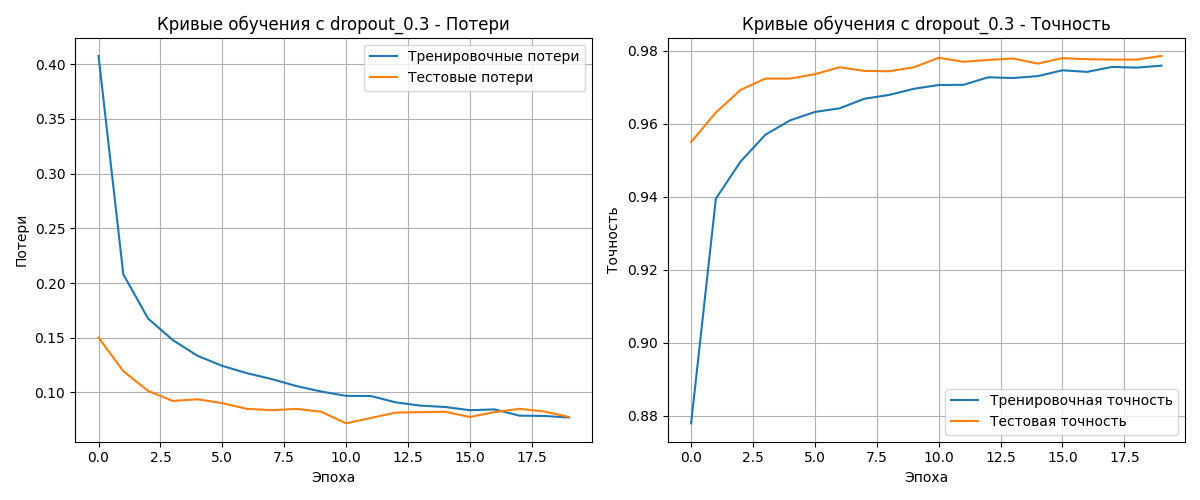 Кривые обучения с dropout_0.3 - Потери
0.40
0.35
0.30
0.25
0.20
0.15
0.10
Потери
Тренировочные потери
Тестовые потери
0.0 2.5 5.0 7.5 10.0 12.5 15.0 17.5
Эпоха
Кривые обучения с dropout_0.3 - Точность
0.98
0.96
0.94
0.92
0.90
0.88
Точность
Тренировочная точность
Тестовая точность
0.0 2.5 5.0 7.5 10.0 12.5 15.0 17.5
Эпоха